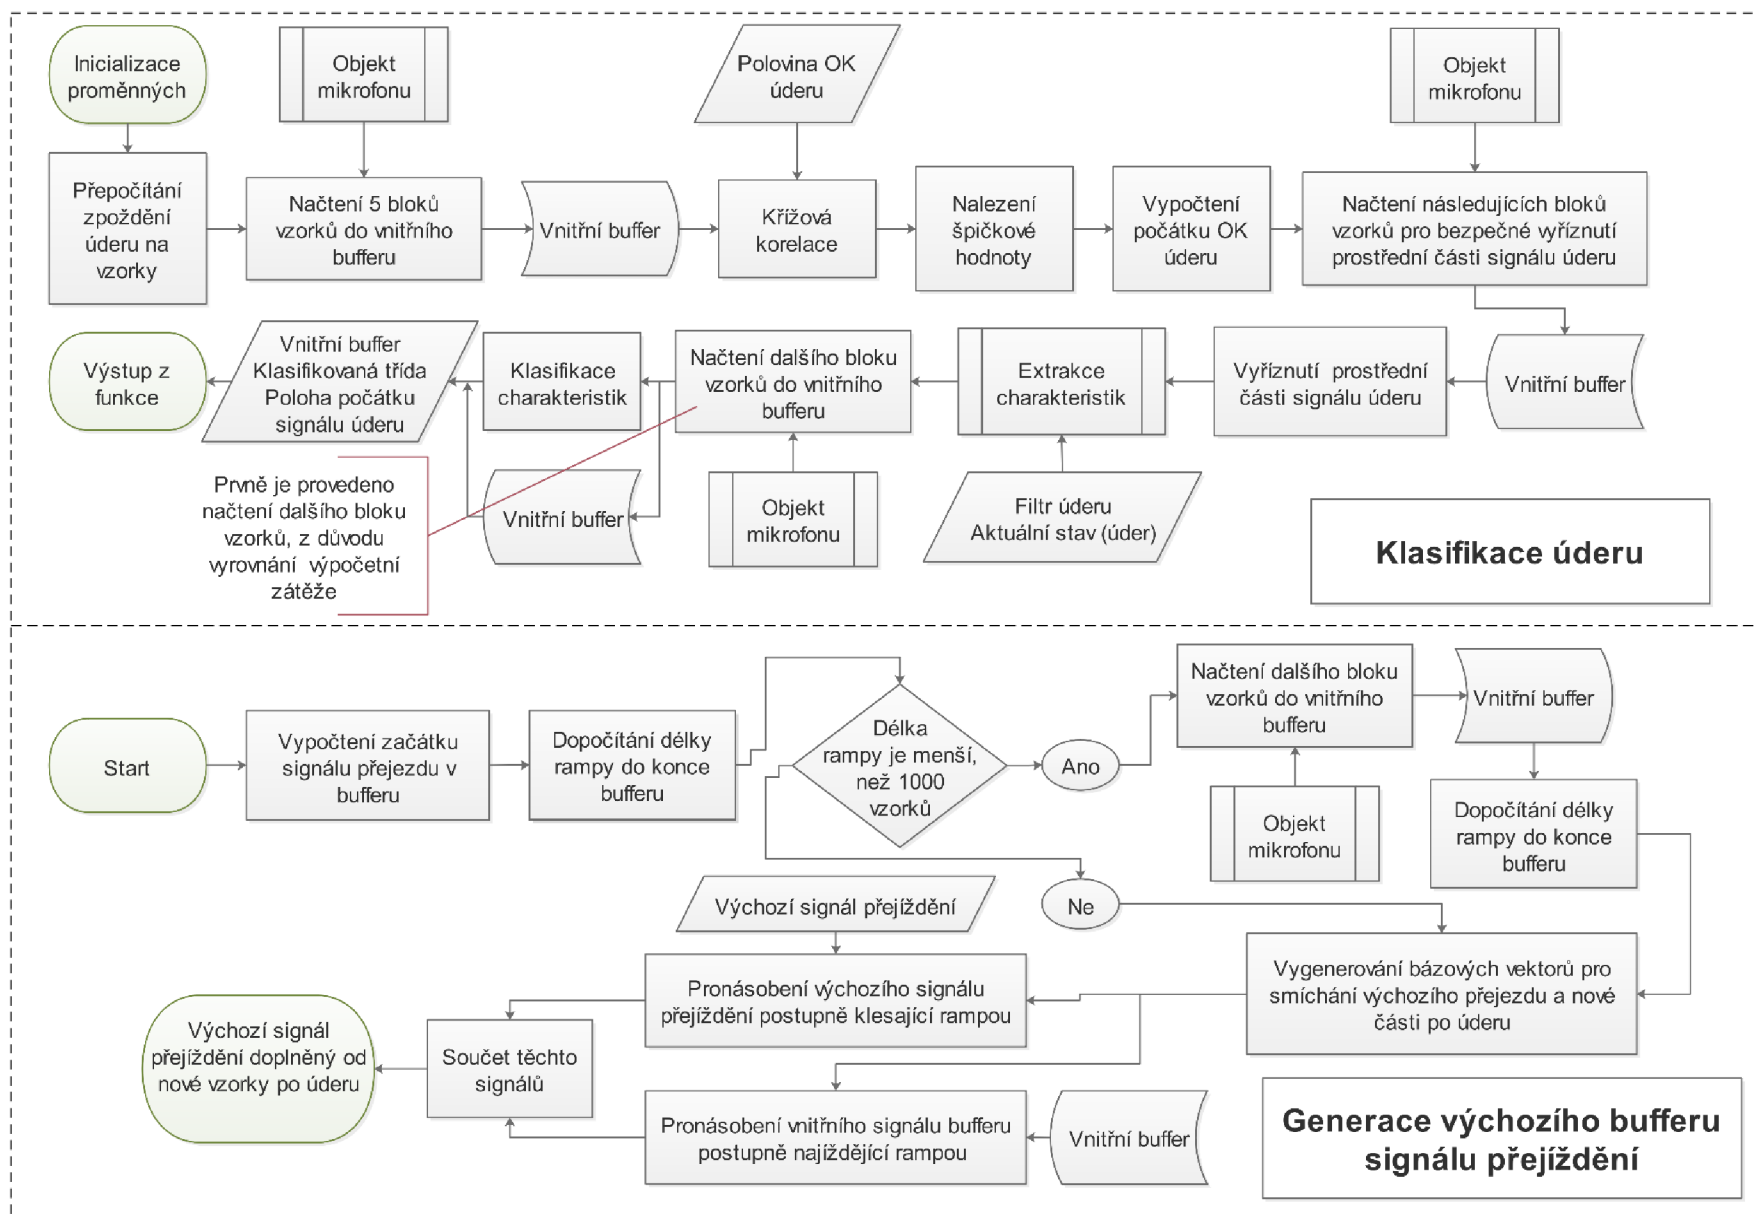 Inicializace
proměnných
Objekt
mikrofonu
Polovina OK
úderu
Objekt
mikrofonu
Přepočítání
zpoždění
úderu na
vzorky
Načtení 5 bloků
vzorků do vnitřního
bufferu
Vnitřní buffer
Křížová
korelace
Nalezení
špičkové
hodnoty
Vypočtení
počátku OK
úderu
Načtení následujících bloků
vzorků pro bezpečné vyříznutí
prostřední části signálu úderu
Výstup z
funkce
Vnitřní buffer
Klasifikovaná třída
Poloha počátku
signálu úderu
Klasifikace
charakteristik
Načtení dalšího bloku
vzorků do vnitřního
bufferu
Extrakce
charakteristik
Vyříznutí prostřední
části signálu úderu
Vnitřní buffer
Prvně je provedeno
načtení dalšího bloku
vzorků, z důvodu
vyrovnání výpočetní
zátěže
Vnitřní buffer
Objekt
mikrofonu
Filtr úderu
Aktuální stav (úder)
Klasifikace úderu
Start
Vypočtení začátku
signálu přejezdu v
bufferu
Dopočítání délky
rampy do konce
bufferu
Délka
rampy je menší,
než 1000
vzorků
Ano
Načtení dalšího bloku
vzorků do vnitřního
bufferu
Vnitřní buffer
Objekt
mikrofonu
Dopočítání délky
rampy do konce
bufferu
Výchozí signál přejíždění
Ne
Vygenerování bázových vektorů pro
smíchání výchozího přejezdu a nové
části po úderu
Pronásobení výchozího signálu
přejíždění postupně klesající rampou
Výchozí signál
přejíždění doplněný od
nové vzorky po úderu
Součet těchto
signálů
Pronásobení vnitřního signálu bufferu
postupně najíždějící rampou
Vnitřní buffer
Generace výchozího bufferu
signálu přejíždění